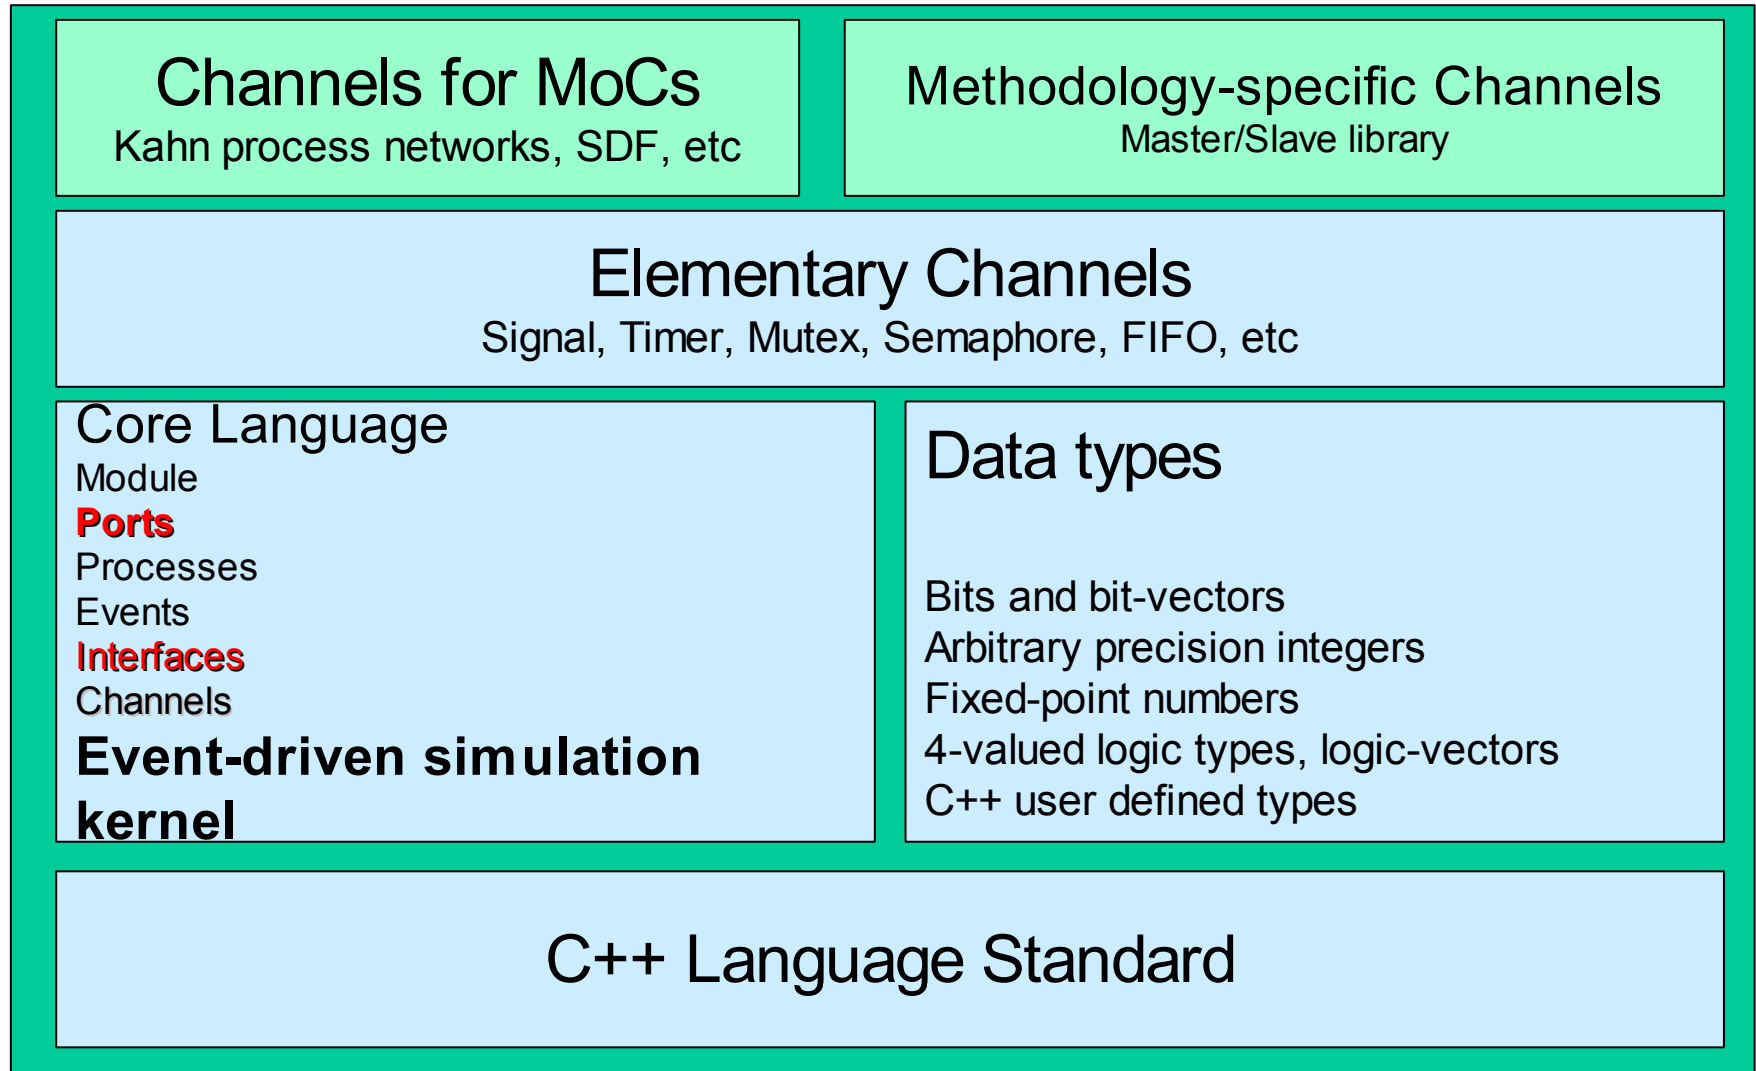 Channels for MoCs
Kahn process networks, SDF, etc
Methodology-specific Channels
Master/Slave library
Elementary Channels
Signal, Timer, Mutex, Semaphore, FIFO, etc
Core Language
Module
Ports
Processes
Events
Interfaces
Channels
Event-driven simulation
kernel
Data types
Bits and bit-vectors
Arbitrary precision integers
Fixed-point numbers
4-valued logic types, logic-vectors
C++ user defined types
C++ Language Standard